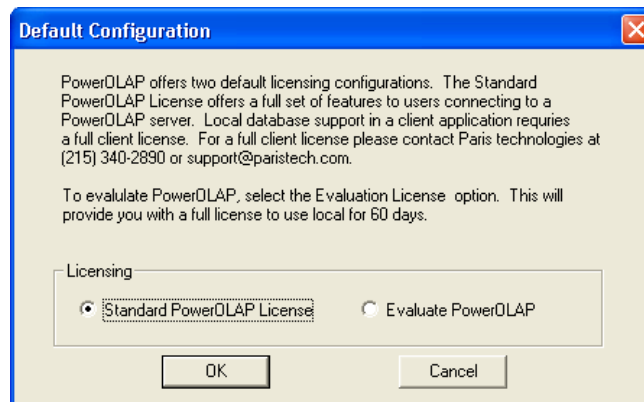 Default Configuration
PowerOLAP offers two default licensing configurations. The Standard
PowerOLAP License offers a full set of features to users connecting to a
PowerOLAP server. Local database support in a client application requries
a full client license. For a full client license please contact Paris technologies at
(215) 340-2890 or support@paristech.com.
To evalulate PowerOLAP, select the Evaluation License option. This will
provide you with a full license to use local for 60 days.
Licensing
Standard PowerOLAP License
Evaluate PowerOLAP
OK
Cancel